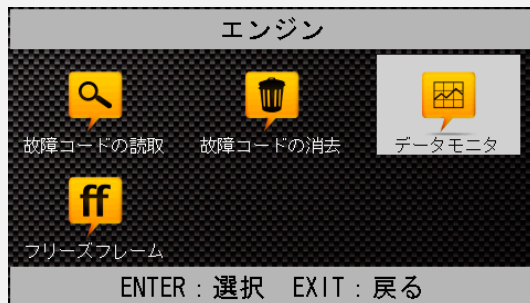 エンジン
故障コードの読取 故障コードの消去 データモニタ
ff
フリーズフレーム
ENTER：選択 EXIT：戻る